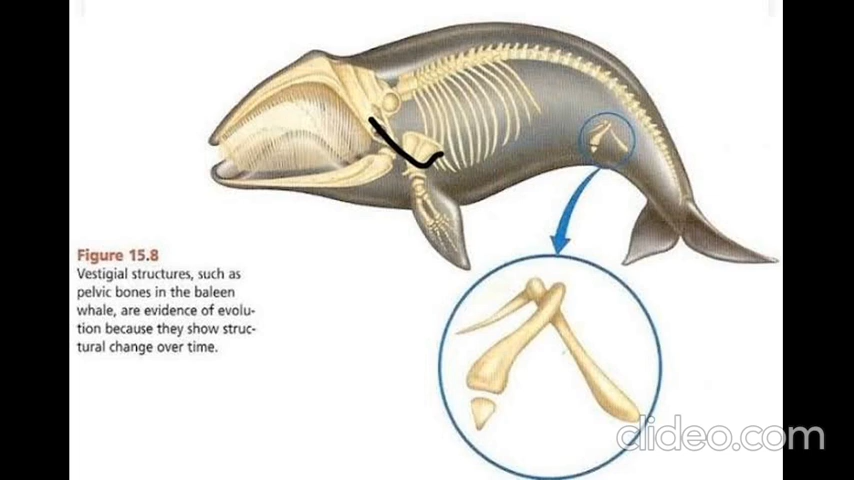 Figure 15.8
Vestigial structures, such as
pelvic bones in the baleen
whale, are evidence of evolu-
tion because they show struc-
tural change over time.
clideo.com